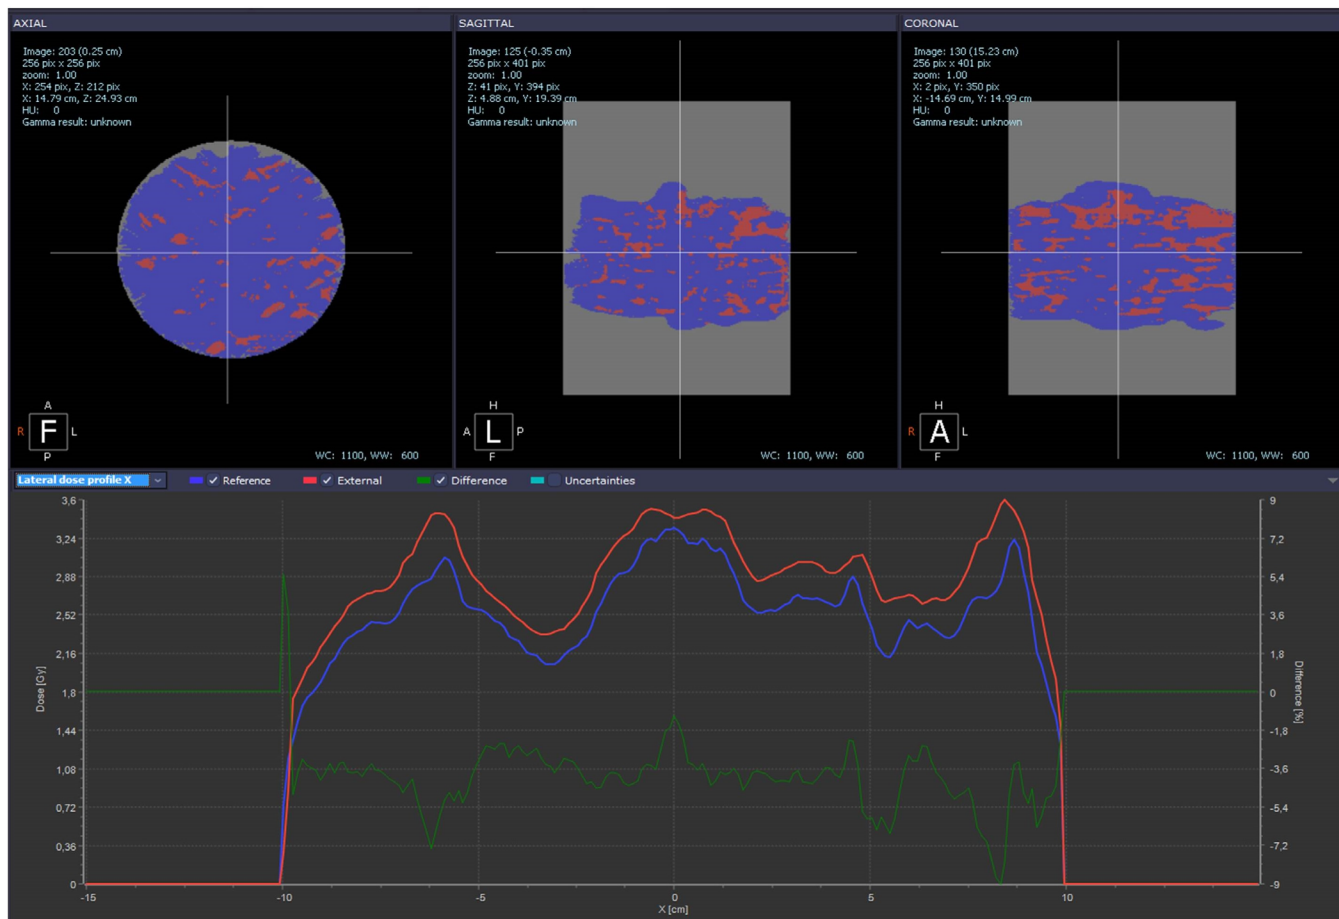 AXIAL
Image: 203 (0.25 cm)
256 pix x 256 pix
zoom: 1.00
X: 254 pix, Z: 212 pix
X: 14.79 cm, Z: 24.93 cm
HU: 0
Gamma result: unknown
A
R F L
P
WC: 1100, WW: 600
SAGITTAL
Image: 125 (-0.35 cm)
256 pix x 401 pix
zoom: 1.00
Z: 41 pix, Y: 394 pix
Z: 4.88 cm, Y: 19.39 cm
HU: 0
Gamma result: unknown
H
A L P
F
WC: 1100, WW: 600
CORONAL
Image: 130 (15.23 cm)
256 pix x 401 pix
zoom: 1.00
X: 2 pix, Y: 350 pix
X: -14.69 cm, Y: 14.99 cm
HU: 0
Gamma result: unknown
H
R A L
F
WC: 1100, WW: 600
Lateral dose profile X Reference External Difference Uncertainties
Dose [Gy]
3,6
3,24
2,88
2,52
2,16
1,8
1,44
1,08
0,72
0,36
0
-15 -10 -5 0 5 10
X [cm]
9
7,2
5,4
3,6
1,8
0
-1,8
-3,6
-5,4
-7,2
-9
Difference [%]